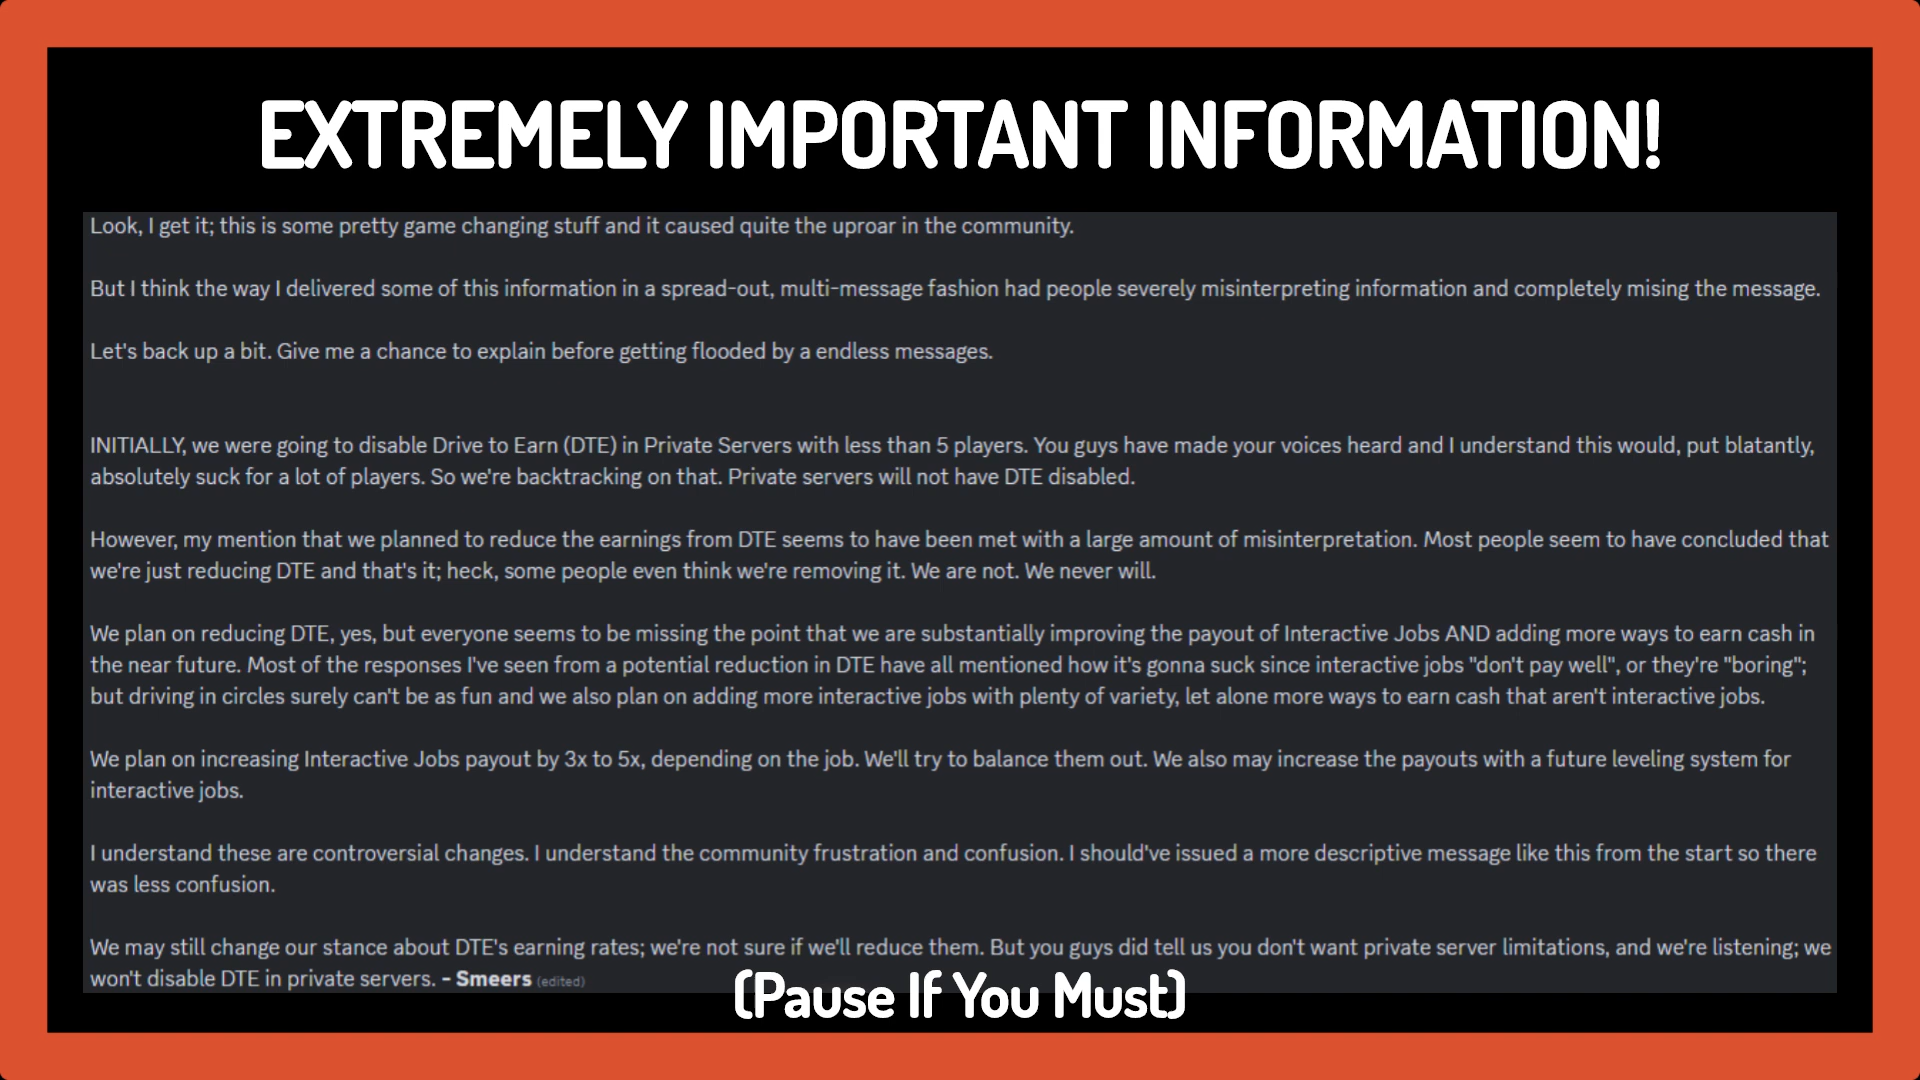 EXTREMELY IMPORTANT INFORMATION!
Look, I get it; this is some pretty game changing stuff and it caused quite the uproar in the community.
But I think the way I delivered some of this information in a spread-out, multi-message fashion had people severely misinterpreting information and completely mising the message.
Let's back up a bit. Give me a chance to explain before getting flooded by a endless messages.
INITIALLY, we were going to disable Drive to Earn (DTE) in Private Servers with less than 5 players. You guys have made your voices heard and I understand this would, put blatantly,
absolutely suck for a lot of players. So we're backtracking on that. Private servers will not have DTE disabled.
However, my mention that we planned to reduce the earnings from DTE seems to have been met with a large amount of misinterpretation. Most people seem to have concluded that
we're just reducing DTE and that's it; heck, some people even think we're removing it. We are not. We never will.
We plan on reducing DTE, yes, but everyone seems to be missing the point that we are substantially improving the payout of Interactive Jobs AND adding more ways to earn cash in
the near future. Most of the responses I've seen from a potential reduction in DTE have all mentioned how it's gonna suck since interactive jobs "don't pay well", or they're "boring";
but driving in circles surely can't be as fun and we also plan on adding more interactive jobs with plenty of variety, let alone more ways to earn cash that aren't interactive jobs.
We plan on increasing Interactive Jobs payout by 3x to 5x, depending on the job. We'll try to balance them out. We also may increase the payouts with a future leveling system for
interactive jobs.
I understand these are controversial changes. I understand the community frustration and confusion. I should've issued a more descriptive message like this from the start so there
was less confusion.
We may still change our stance about DTE's earning rates; we're not sure if we'll reduce them. But you guys did tell us you don't want private server limitations, and we're listening; we
won't disable DTE in private servers. - Smeers (edited)
(Pause If You Must)